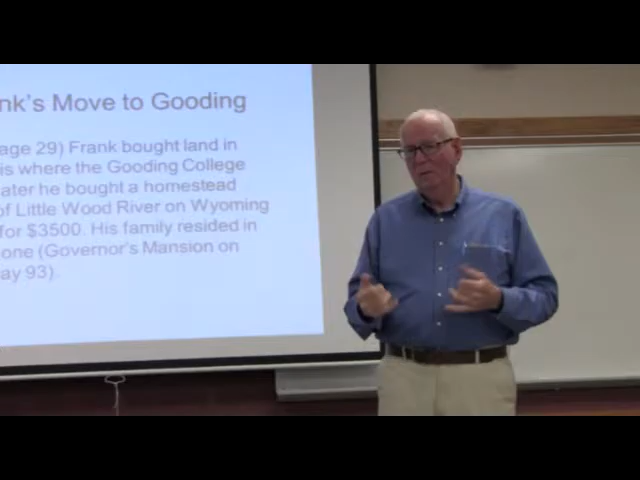 nk's Move to Gooding
age 29) Frank bought land in
is where the Gooding College
ater he bought a homestead
of Little Wood River on Wyoming
for $3500. His family resided in
one (Governor's Mansion on
ay 93).